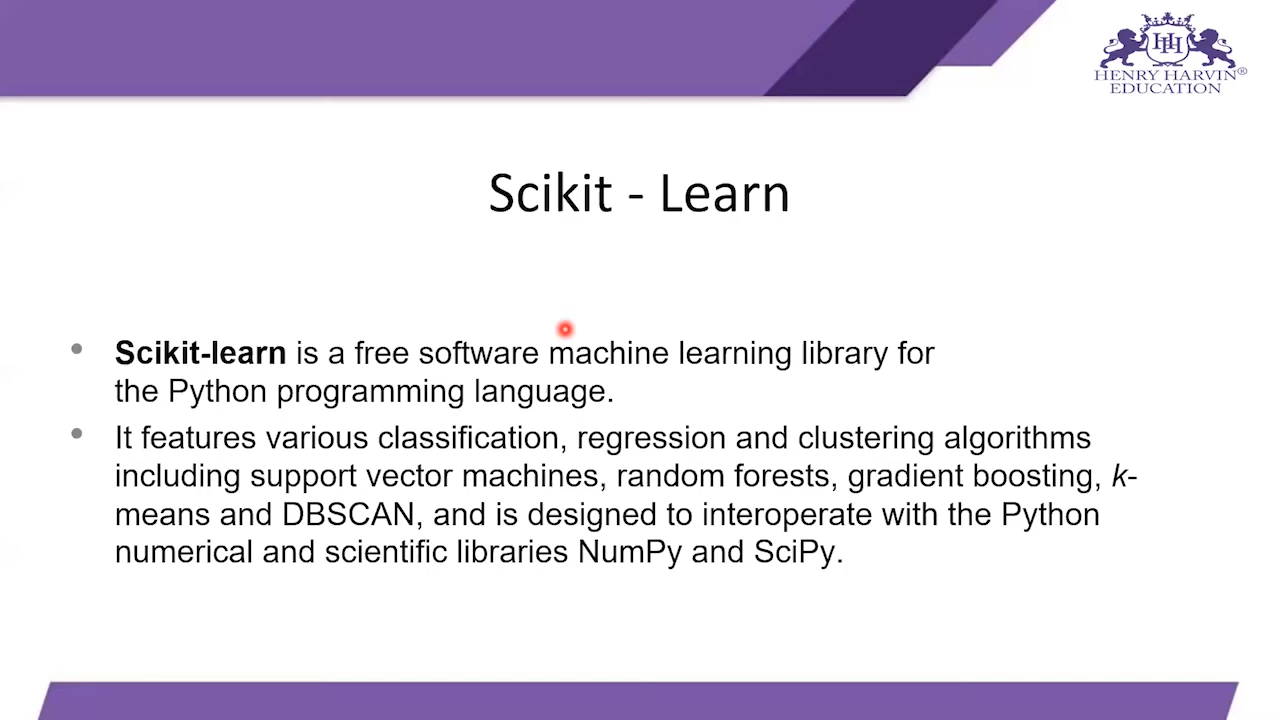 HENRY HARVIN®
EDUCATION
Scikit - Learn
• Scikit-learn is a free software machine learning library for
the Python programming language.
• It features various classification, regression and clustering algorithms
including support vector machines, random forests, gradient boosting, k-
means and DBSCAN, and is designed to interoperate with the Python
numerical and scientific libraries NumPy and SciPy.